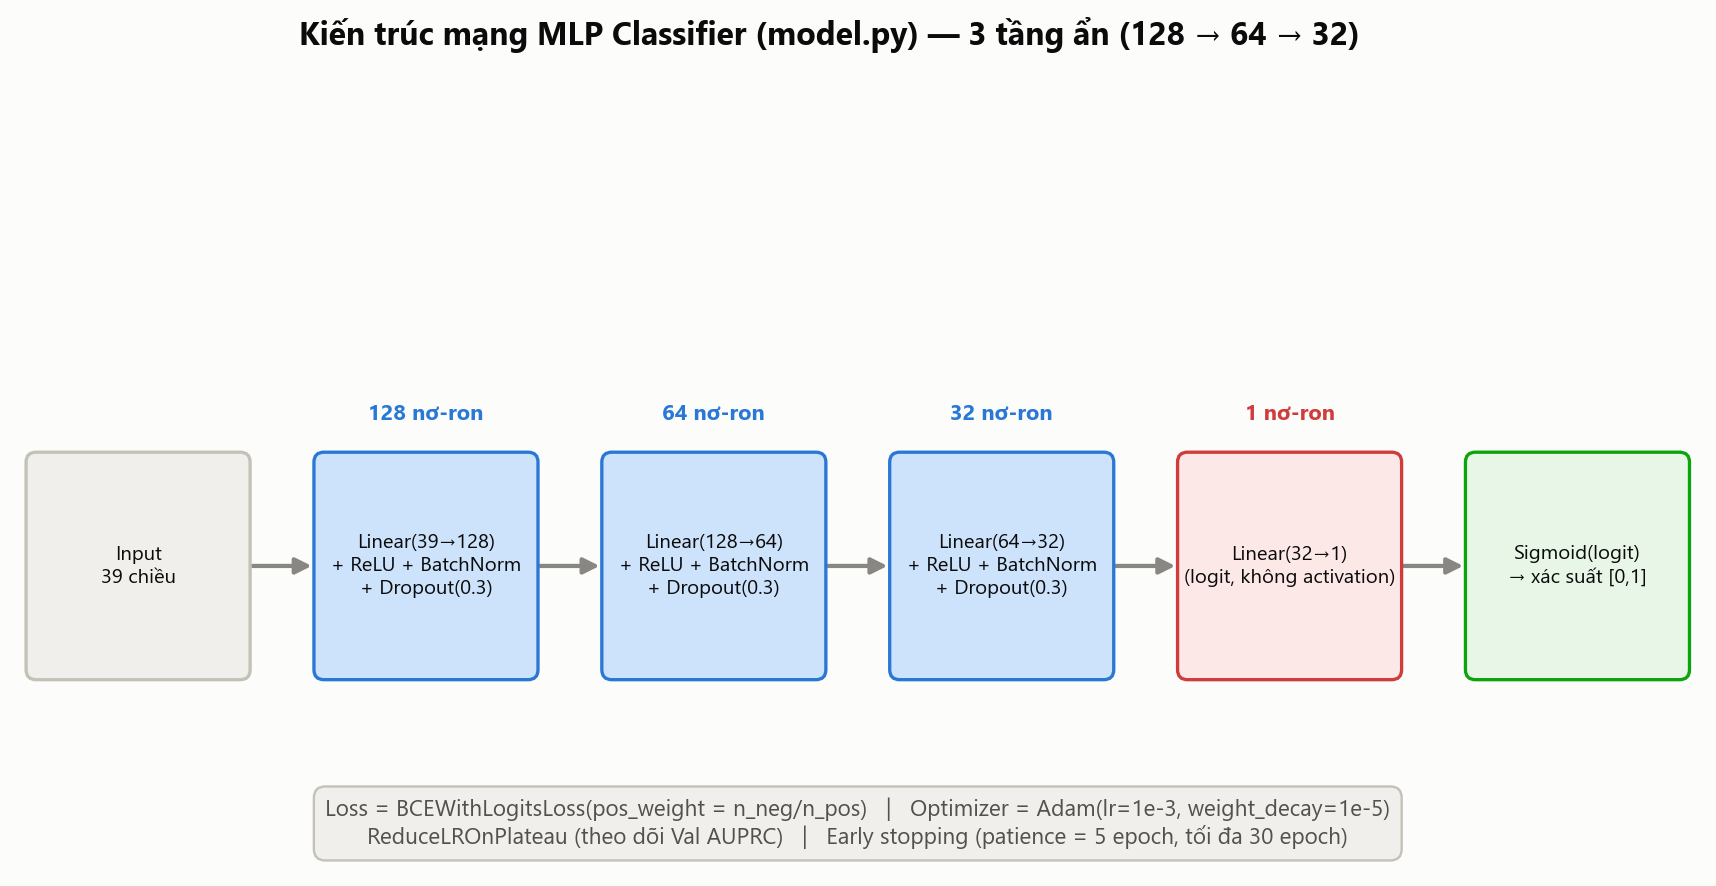 Kiến trúc mạng MLP Classifier (model.py) — 3 tầng ẩn (128 → 64 → 32)
128 nơ-ron
64 nơ-ron
32 nơ-ron
1 nơ-ron
Input
39 chiều
Linear(39→128)
+ ReLU + BatchNorm
+ Dropout(0.3)
Linear(128→64)
+ ReLU + BatchNorm
+ Dropout(0.3)
Linear(64→32)
+ ReLU + BatchNorm
+ Dropout(0.3)
Linear(32→1)
(logit, không activation)
Sigmoid(logit)
→ xác suất [0,1]
Loss = BCEWithLogitsLoss(pos_weight = n_neg/n_pos) | Optimizer = Adam(lr=1e-3, weight_decay=1e-5)
ReduceLROnPlateau (theo dõi Val AUPRC) | Early stopping (patience = 5 epoch, tối đa 30 epoch)